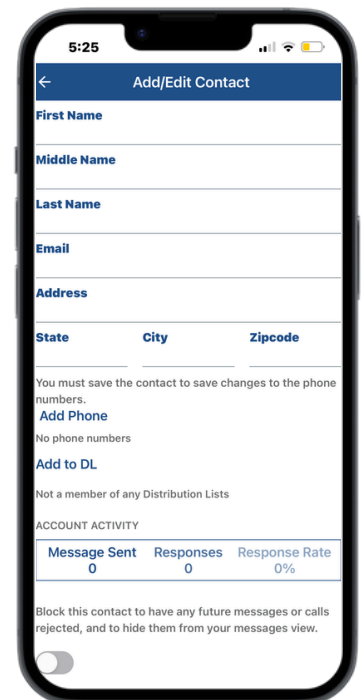 5:25
Add/Edit Contact
First Name
Middle Name
Last Name
Email
Address
State City Zipcode
You must save the contact to save changes to the phone
numbers.
Add Phone
No phone numbers
Add to DL
Not a member of any Distribution Lists
ACCOUNT ACTIVITY
Message Sent Responses Response Rate
0 0 0%
Block this contact to have any future messages or calls
rejected, and to hide them from your messages view.